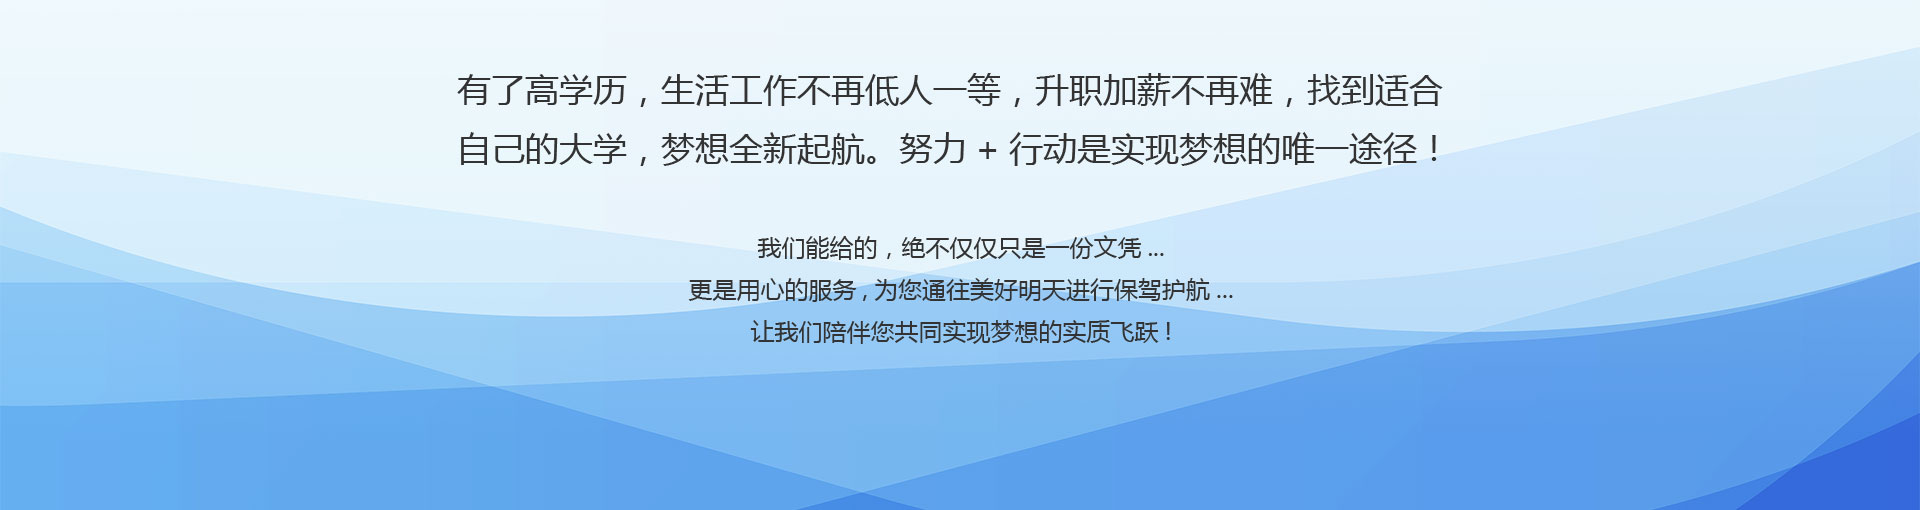 有了高学历，生活工作不再低人一等，升职加薪不再难，找到适合
自己的大学，梦想全新起航。努力 + 行动是实现梦想的唯一途径！
我们能给的，绝不仅仅只是一份文凭 ...
更是用心的服务 , 为您通往美好明天进行保驾护航 ...
让我们陪伴您共同实现梦想的实质飞跃 !